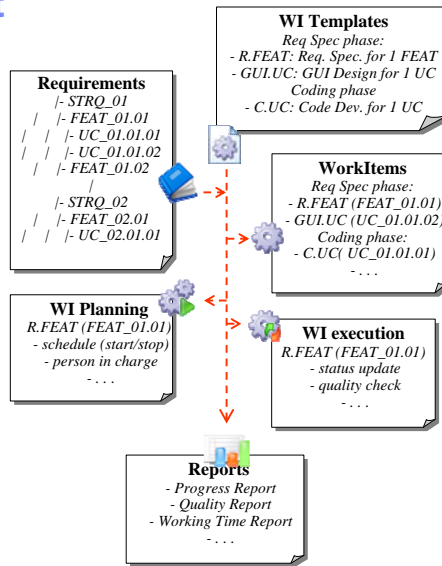 WI Templates
Req Spec phase:
- R.FEAT: Req. Spec. for 1 FEAT
- GUI.UC: GUI Design for 1 UC
Coding phase
- C.UC: Code Dev. for 1 UC
Requirements
|- STRQ_01
| |- FEAT_01.01
| | |- UC_01.01.01
| | |- UC_01.01.02
| |- FEAT_01.02
|
|- STRQ_02
| |- FEAT_02.01
| | |- UC_02.01.01
WorkItems
Req Spec phase:
- R.FEAT (FEAT_01.01)
- GUI.UC (UC_01.01.02)
Coding phase:
- C.UC( UC_01.01.01)
- . . .
WI Planning
R.FEAT (FEAT_01.01)
- schedule (start/stop)
- person in charge
- . . .
WI execution
R.FEAT (FEAT_01.01)
- status update
- quality check
- . . .
Reports
- Progress Report
- Quality Report
- Working Time Report
- . . .